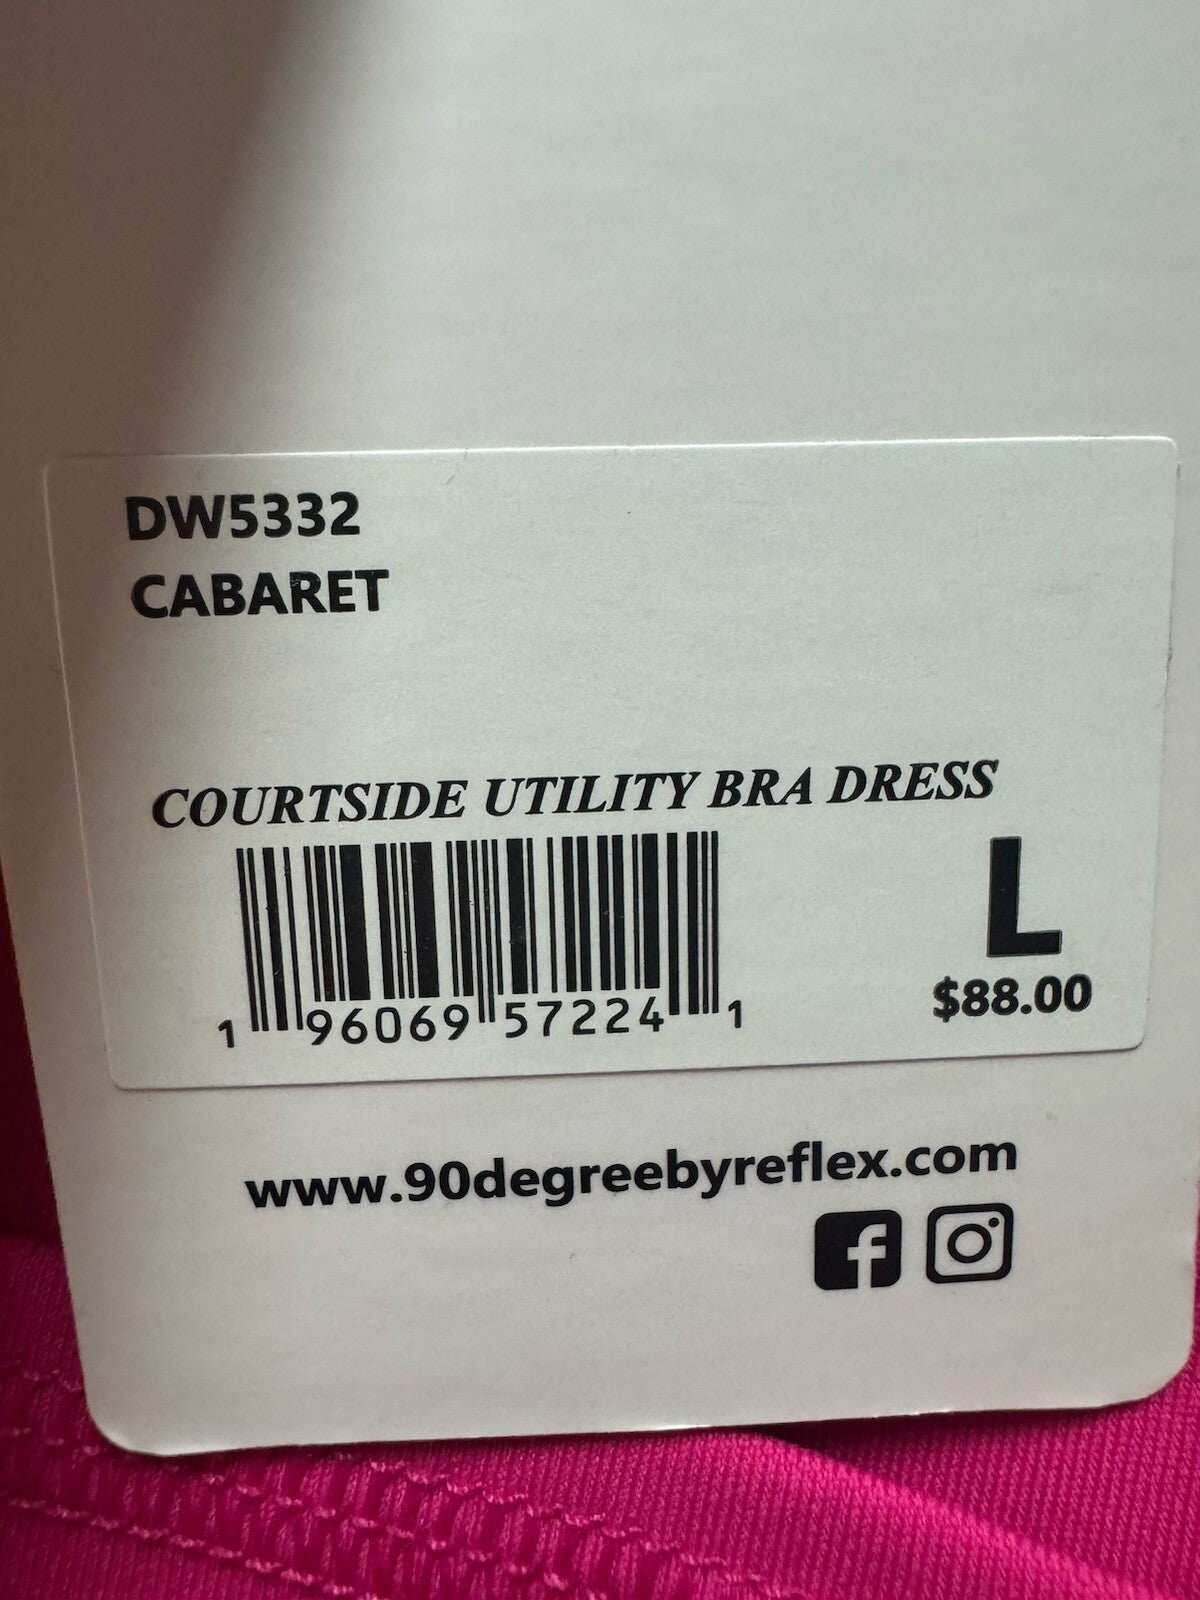 DW5332
CABARET
COURTSIDE UTILITY BRA DRESS
L
$88.00
1 96069 57224 1
www.90degreebyreflex.com